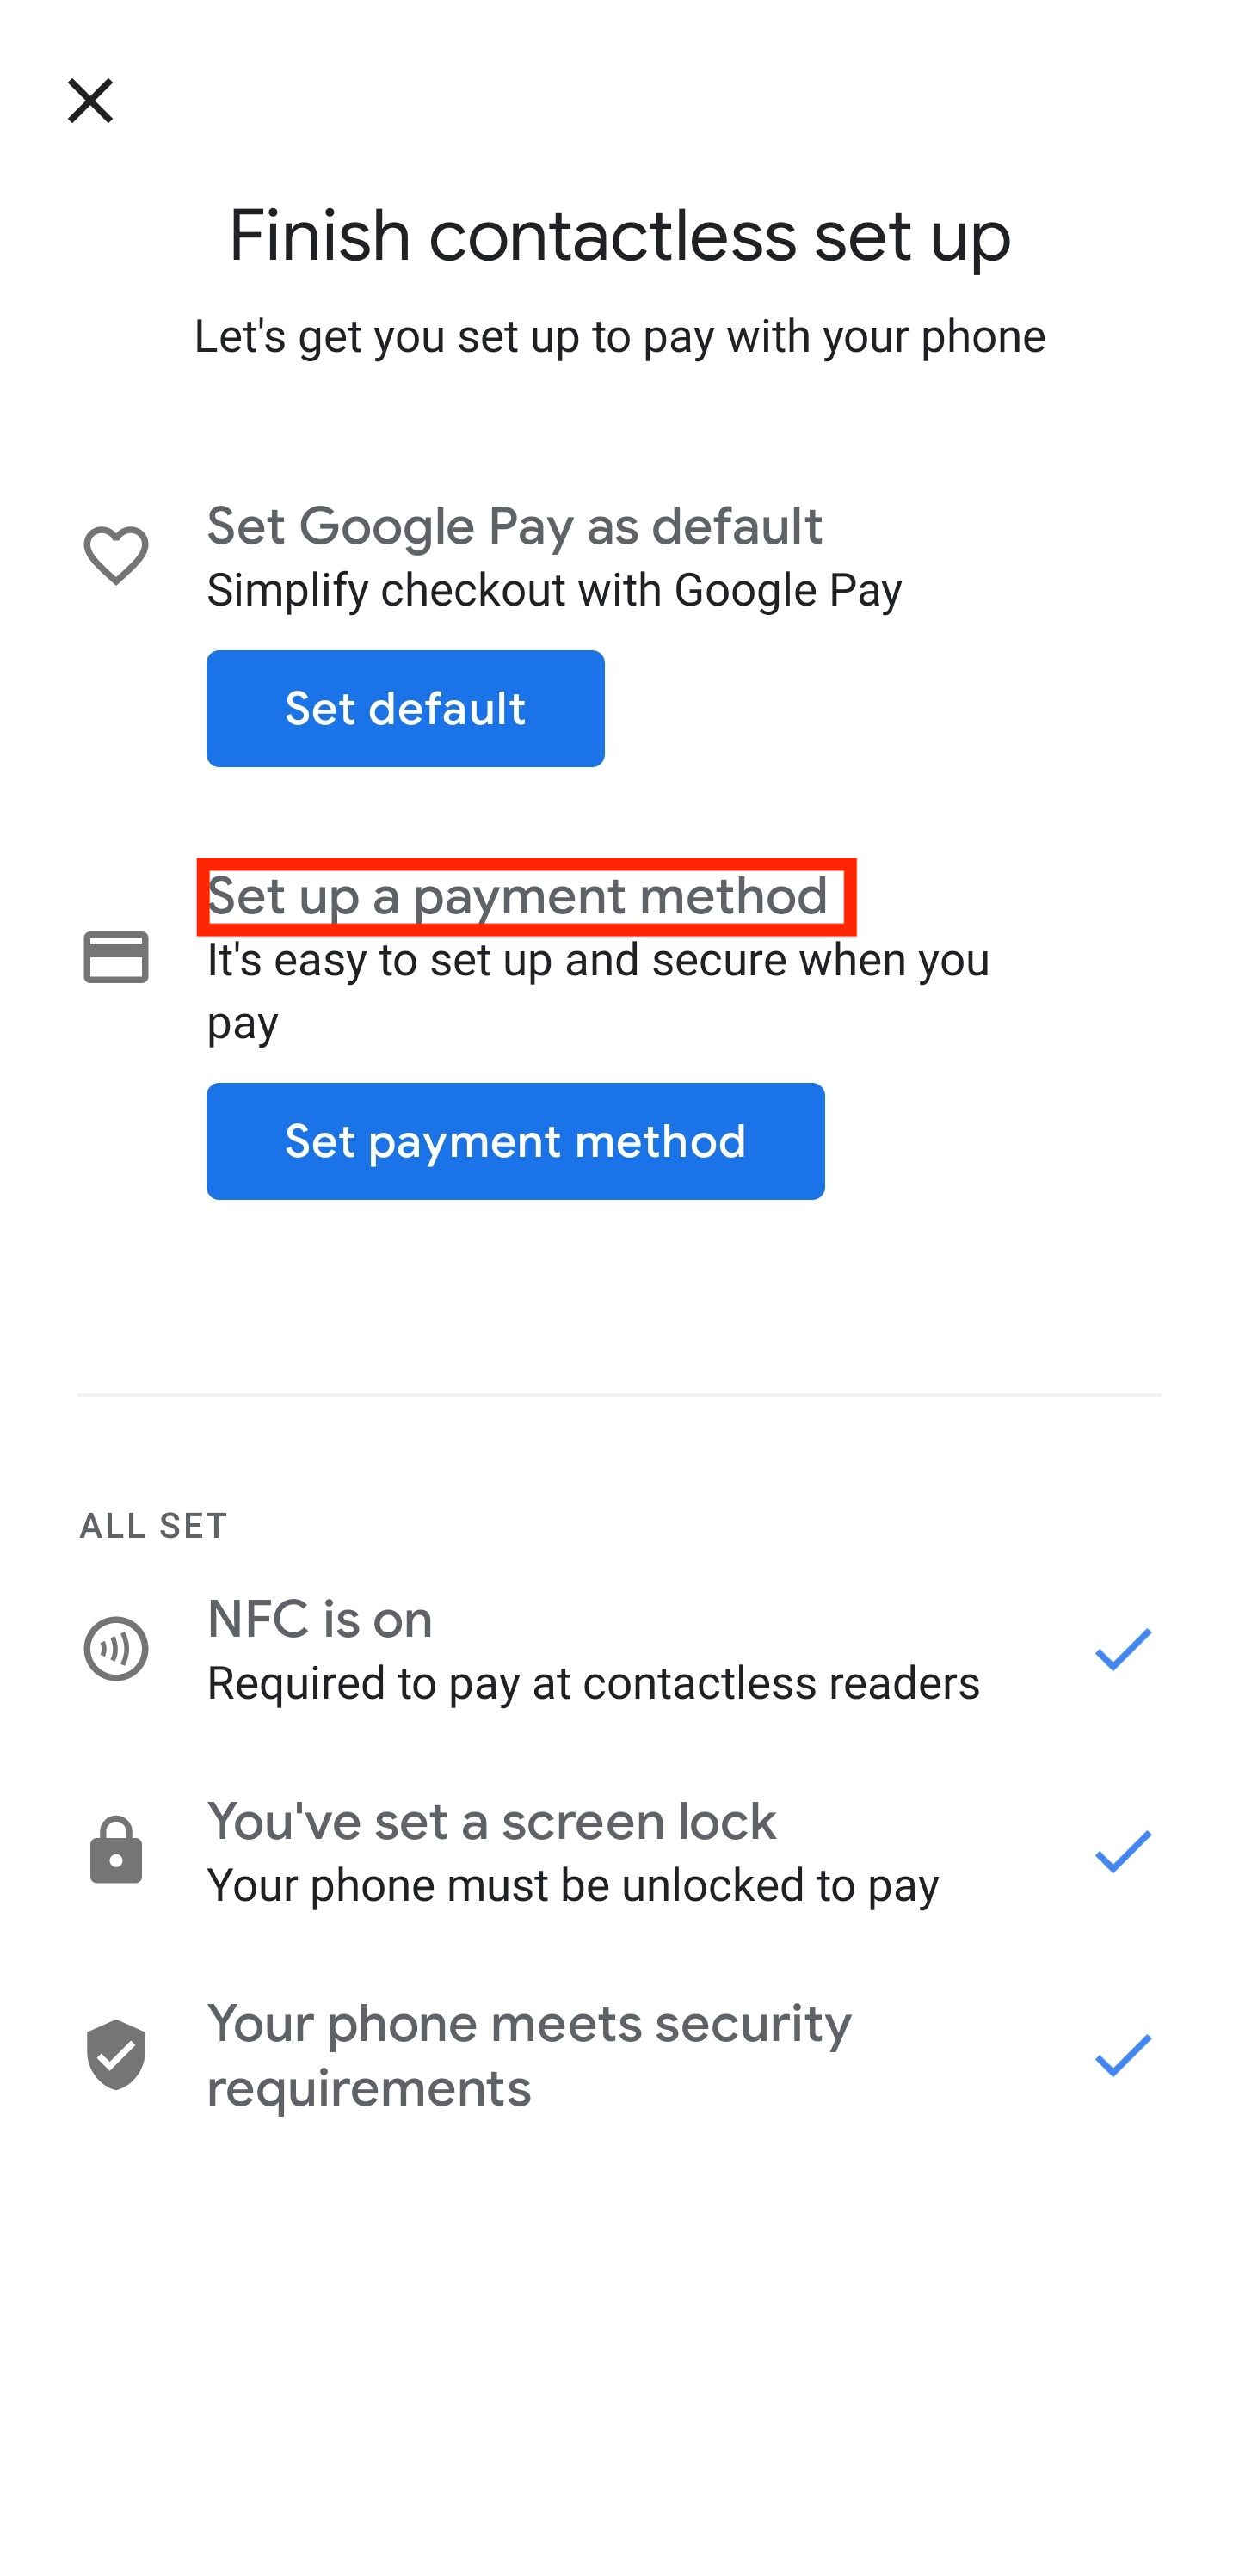 Finish contactless set up
Let's get you set up to pay with your phone
Set Google Pay as default
Simplify checkout with Google Pay
Set default
Set up a payment method
It's easy to set up and secure when you
pay
Set payment method
ALL SET
NFC is on
Required to pay at contactless readers
You've set a screen lock
Your phone must be unlocked to pay
Your phone meets security
requirements